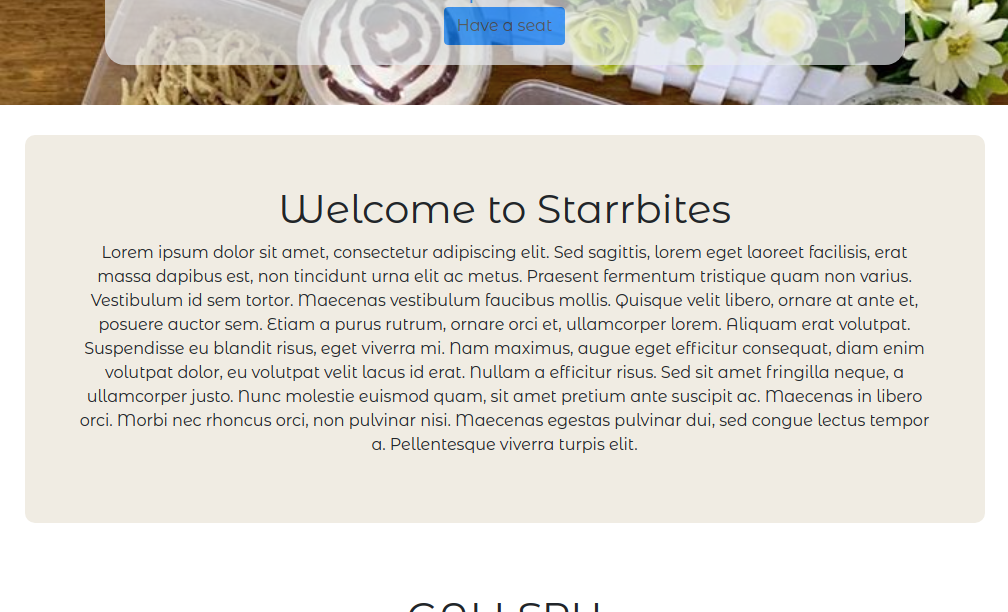 Have a seat
Welcome to Starrbites
Lorem ipsum dolor sit amet, consectetur adipiscing elit. Sed sagittis, lorem eget laoreet facilisis, erat
massa dapibus est, non tincidunt urna elit ac metus. Praesent fermentum tristique quam non varius.
Vestibulum id sem tortor. Maecenas vestibulum faucibus mollis. Quisque velit libero, ornare at ante et,
posuere auctor sem. Etiam a purus rutrum, ornare orci et, ullamcorper lorem. Aliquam erat volutpat.
Suspendisse eu blandit risus, eget viverra mi. Nam maximus, augue eget efficitur consequat, diam enim
volutpat dolor, eu volutpat velit lacus id erat. Nullam a efficitur risus. Sed sit amet fringilla neque, a
ullamcorper justo. Nunc molestie euismod quam, sit amet pretium ante suscipit ac. Maecenas in libero
orci. Morbi nec rhoncus orci, non pulvinar nisi. Maecenas egestas pulvinar dui, sed congue lectus tempor
a. Pellentesque viverra turpis elit.